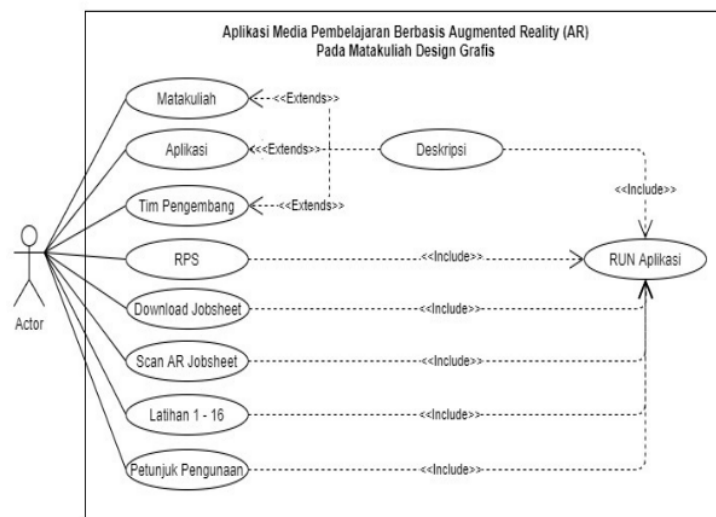 Aplikasi Media Pembelajaran Berbasis Augmented Reality (AR)
Pada Matakuliah Design Grafis
Matakuliah
<<Extends>>
Aplikasi
<<Extends>>
Deskripsi
<<Include>>
Tim Pengembang
<<Extends>>
RPS
<<Include>>
RUN Aplikasi
Actor
Download Jobsheet
<<Include>>
Scan AR Jobsheet
<<Include>>
Latihan 1 - 16
<<Include>>
Petunjuk Pengunaan
<<Include>>